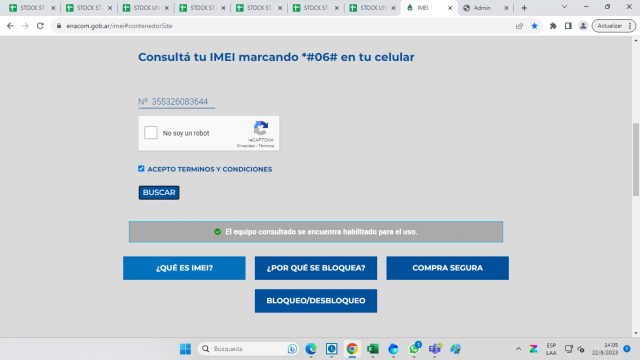 STOCK ST
STOCK ST
STOCK UN
STOCK ST
STOCK ST
STOCK ST
STOCK UN
IMEI
Admin
enacom.gob.ar/imei#contenedorSite
Actualizar
Consultá tu IMEI marcando *#06# en tu celular
Nº 355326083644
No soy un robot
reCAPTCHA
Privacidad - Términos
ACEPTO TERMINOS Y CONDICIONES
BUSCAR
El equipo consultado se encuentra habilitado para el uso.
¿QUÉ ES IMEI?
¿POR QUÉ SE BLOQUEA?
COMPRA SEGURA
BLOQUEO/DESBLOQUEO
Búsqueda
ESP
LAA
14:05
22/8/2023